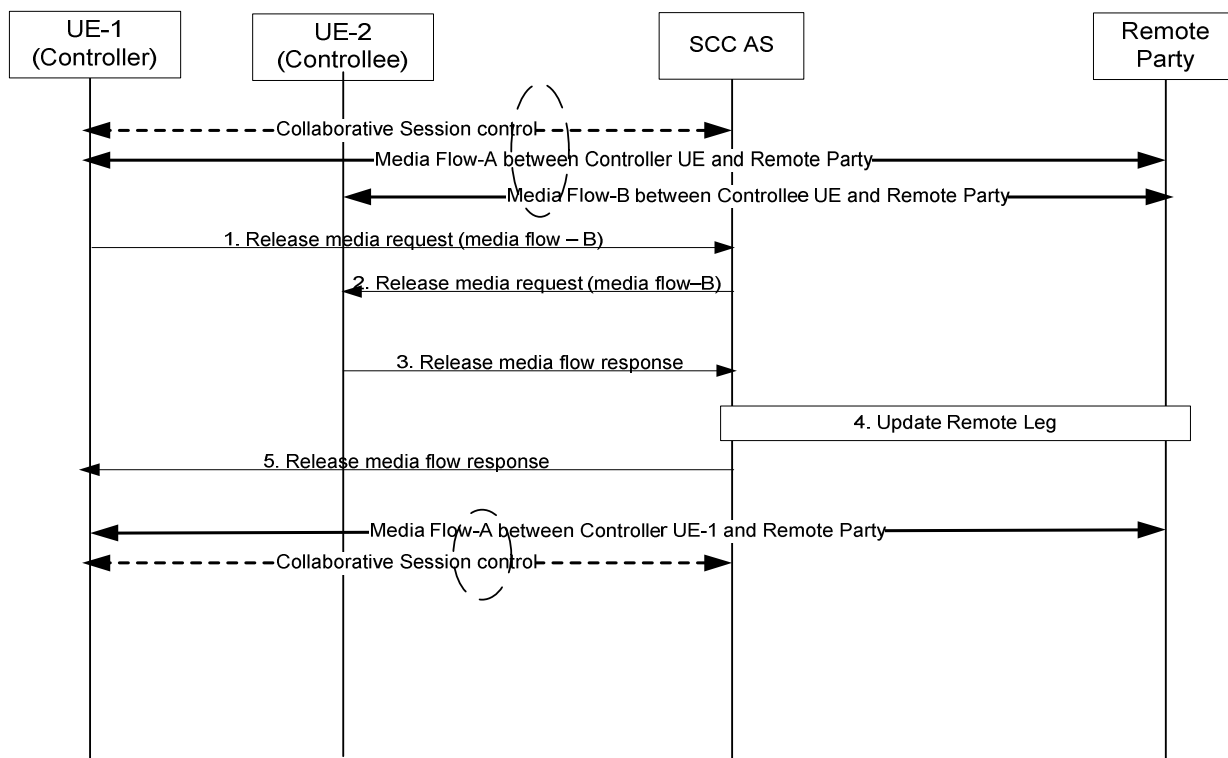 UE-1
(Controller)
UE-2
(Controllee)
SCC AS
Remote
Party
Collaborative Session control
Media Flow-A between Controller UE and Remote Party
Media Flow-B between Controllee UE and Remote Party
1. Release media request (media flow – B)
2. Release media request (media flow–B)
3. Release media flow response
4. Update Remote Leg
5. Release media flow response
Media Flow-A between Controller UE-1 and Remote Party
Collaborative Session control